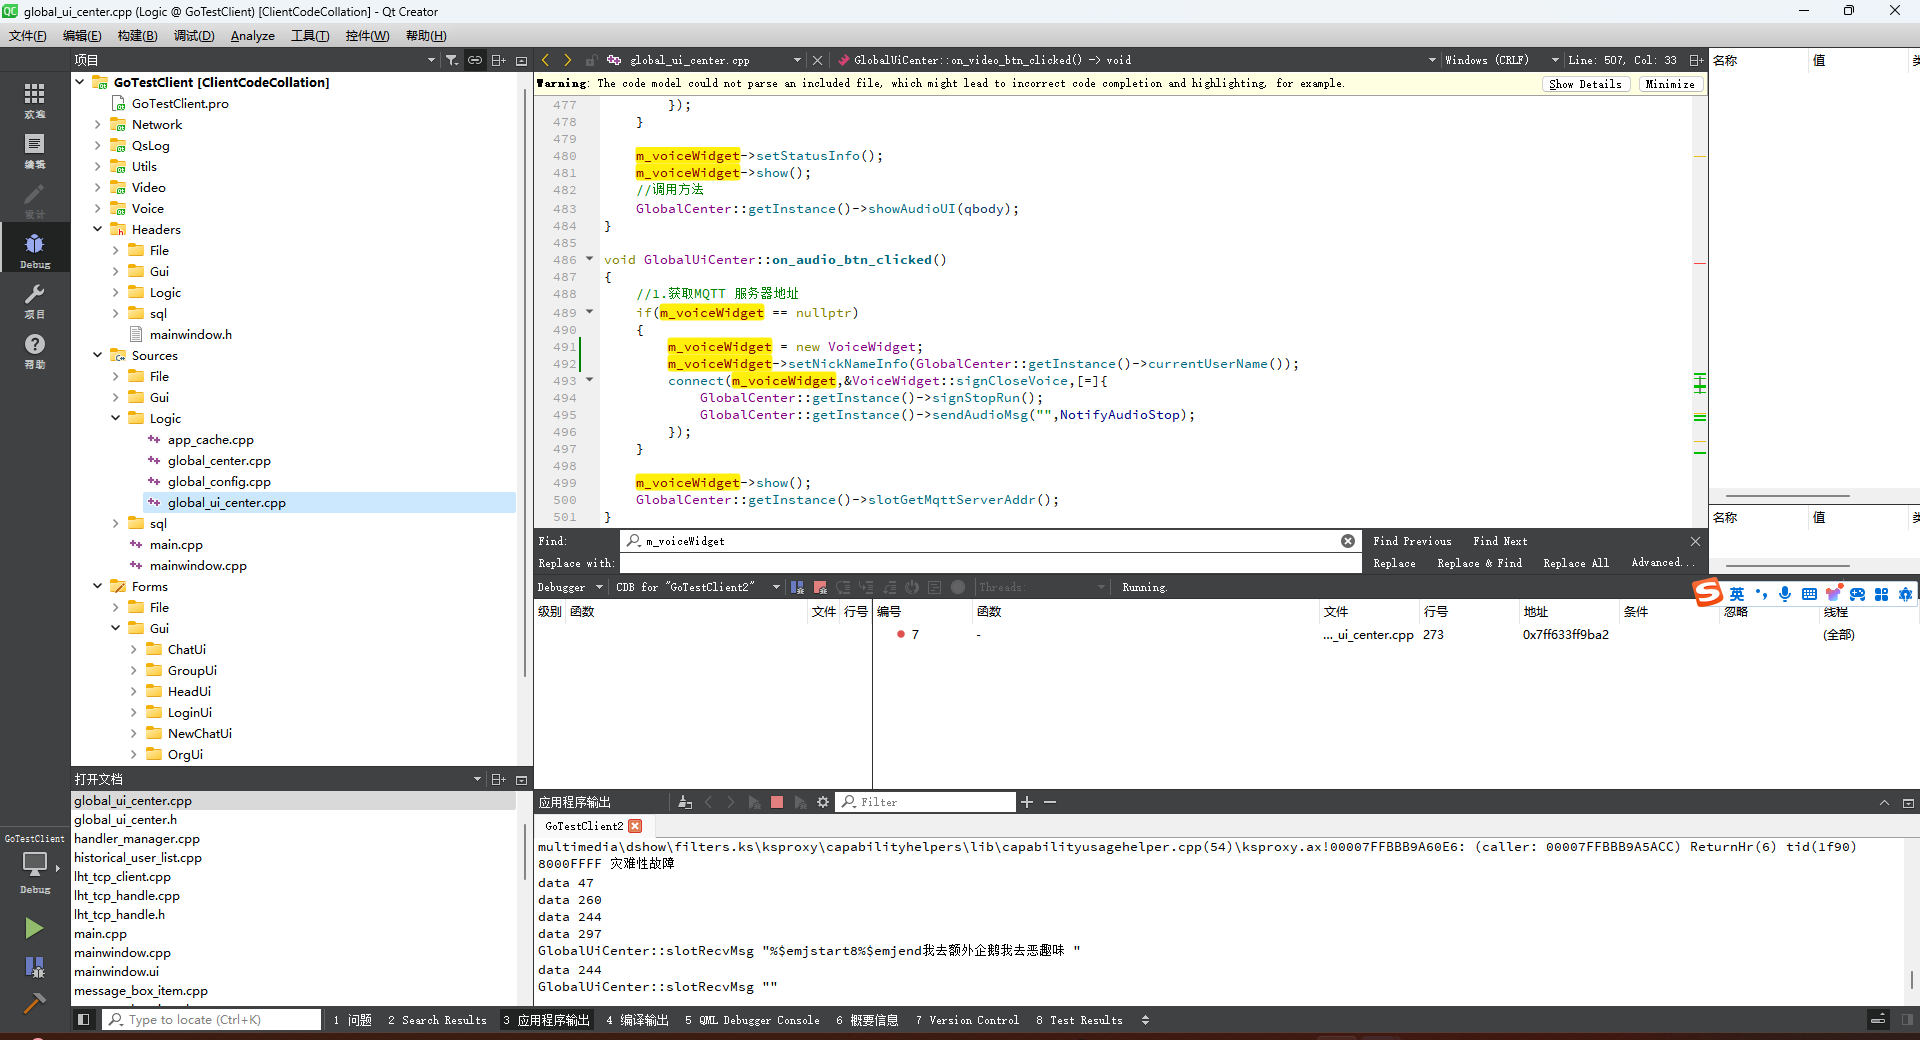 global_ui_center.cpp (Logic @ GoTestClient) [ClientCodeCollation] - Qt Creator
文件(F) 编辑(E) 构建(B) 调试(D) Analyze 工具(T) 控件(W) 帮助(H)
项目
GoTestClient [ClientCodeCollation]
GoTestClient.pro
Network
QsLog
Utils
Video
Voice
Headers
File
Gui
Logic
sql
mainwindow.h
Sources
File
Gui
Logic
app_cache.cpp
global_center.cpp
global_config.cpp
global_ui_center.cpp
sql
main.cpp
mainwindow.cpp
Forms
File
Gui
ChatUi
GroupUi
HeadUi
LoginUi
NewChatUi
OrgUi
欢迎
编辑
设计
Debug
项目
帮助
GoTestClient
Debug
打开文档
global_ui_center.cpp
global_ui_center.h
handler_manager.cpp
historical_user_list.cpp
lht_tcp_client.cpp
lht_tcp_handle.cpp
lht_tcp_handle.h
main.cpp
mainwindow.cpp
mainwindow.ui
message_box_item.cpp
global_ui_center.cpp GlobalUiCenter::on_video_btn_clicked() -> void Windows (CRLF) Line: 507, Col: 33
Warning: The code model could not parse an included file, which might lead to incorrect code completion and highlighting, for example. Show Details Minimize
477 });
478 }
479
480 m_voiceWidget->setStatusInfo();
481 m_voiceWidget->show();
482 //调用方法
483 GlobalCenter::getInstance()->showAudioUI(qbody);
484 }
485
486 void GlobalUiCenter::on_audio_btn_clicked()
487 {
488 //1.获取MQTT 服务器地址
489 if(m_voiceWidget == nullptr)
490 {
491 m_voiceWidget = new VoiceWidget;
492 m_voiceWidget->setNickNameInfo(GlobalCenter::getInstance()->currentUserName());
493 connect(m_voiceWidget,&VoiceWidget::signCloseVoice,[=]{
494 GlobalCenter::getInstance()->signStopRun();
495 GlobalCenter::getInstance()->sendAudioMsg("",NotifyAudioStop);
496 });
497 }
498
499 m_voiceWidget->show();
500 GlobalCenter::getInstance()->slotGetMqttServerAddr();
501 }
Find: m_voiceWidget Find Previous Find Next
Replace with: Replace Replace & Find Replace All Advanced...
Debugger CDB for "GoTestClient2" Threads: Running.
级别 函数 文件 行号 编号 函数 文件 行号 地址 条件 忽略 线程
7 - ..._ui_center.cpp 273 0x7ff633ff9ba2 (全部)
名称 值 类
名称 值 类
英
应用程序输出 Filter
GoTestClient2
multimedia\dshow\filters.ks\ksproxy\capabilityhelpers\lib\capabilityusagehelper.cpp(54)\ksproxy.ax!00007FFBBB9A60E6: (caller: 00007FFBBB9A5ACC) ReturnHr(6) tid(1f90)
8000FFFF 灾难性故障
data 47
data 260
data 244
data 297
GlobalUiCenter::slotRecvMsg "%$emjstart8%$emjend我去额外企鹅我去恶趣味 "
data 244
GlobalUiCenter::slotRecvMsg ""
Type to locate (Ctrl+K) 1 问题 2 Search Results 3 应用程序输出 4 编译输出 5 QML Debugger Console 6 概要信息 7 Version Control 8 Test Results